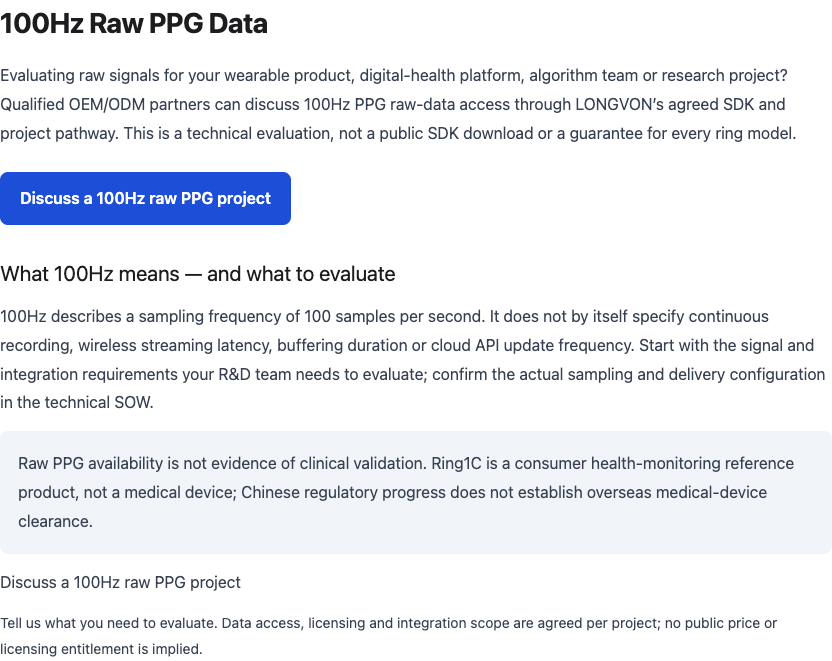 100Hz Raw PPG Data
Evaluating raw signals for your wearable product, digital-health platform, algorithm team or research project?
Qualified OEM/ODM partners can discuss 100Hz PPG raw-data access through LONGVON’s agreed SDK and
project pathway. This is a technical evaluation, not a public SDK download or a guarantee for every ring model.
Discuss a 100Hz raw PPG project
What 100Hz means — and what to evaluate
100Hz describes a sampling frequency of 100 samples per second. It does not by itself specify continuous
recording, wireless streaming latency, buffering duration or cloud API update frequency. Start with the signal and
integration requirements your R&D team needs to evaluate; confirm the actual sampling and delivery configuration
in the technical SOW.
Raw PPG availability is not evidence of clinical validation. Ring1C is a consumer health-monitoring reference
product, not a medical device; Chinese regulatory progress does not establish overseas medical-device
clearance.
Discuss a 100Hz raw PPG project
Tell us what you need to evaluate. Data access, licensing and integration scope are agreed per project; no public price or
licensing entitlement is implied.